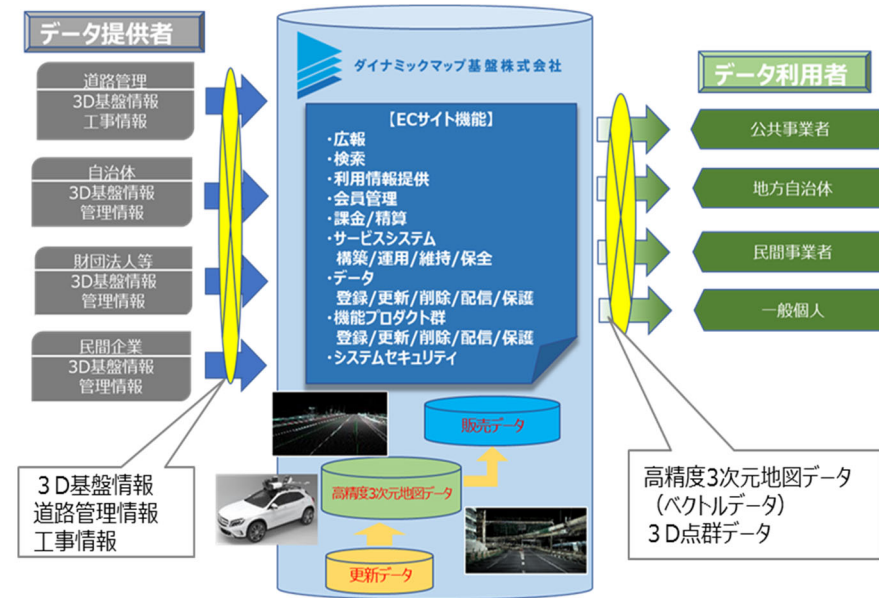 データ提供者
道路管理
3D基盤情報
工事情報
自治体
3D基盤情報
管理情報
財団法人等
3D基盤情報
管理情報
民間企業
3D基盤情報
管理情報
3D基盤情報
道路管理情報
工事情報
ダイナミックマップ基盤株式会社
【ECサイト機能】
・広報
・検索
・利用情報提供
・会員管理
・課金/精算
・サービスシステム
構築/運用/維持/保全
・データ
登録/更新/削除/配信/保護
・機能プロダクト群
登録/更新/削除/配信/保護
・システムセキュリティ
販売データ
高精度3次元地図データ
更新データ
データ利用者
公共事業者
地方自治体
民間事業者
一般個人
高精度3次元地図データ
（ベクトルデータ）
3D点群データ